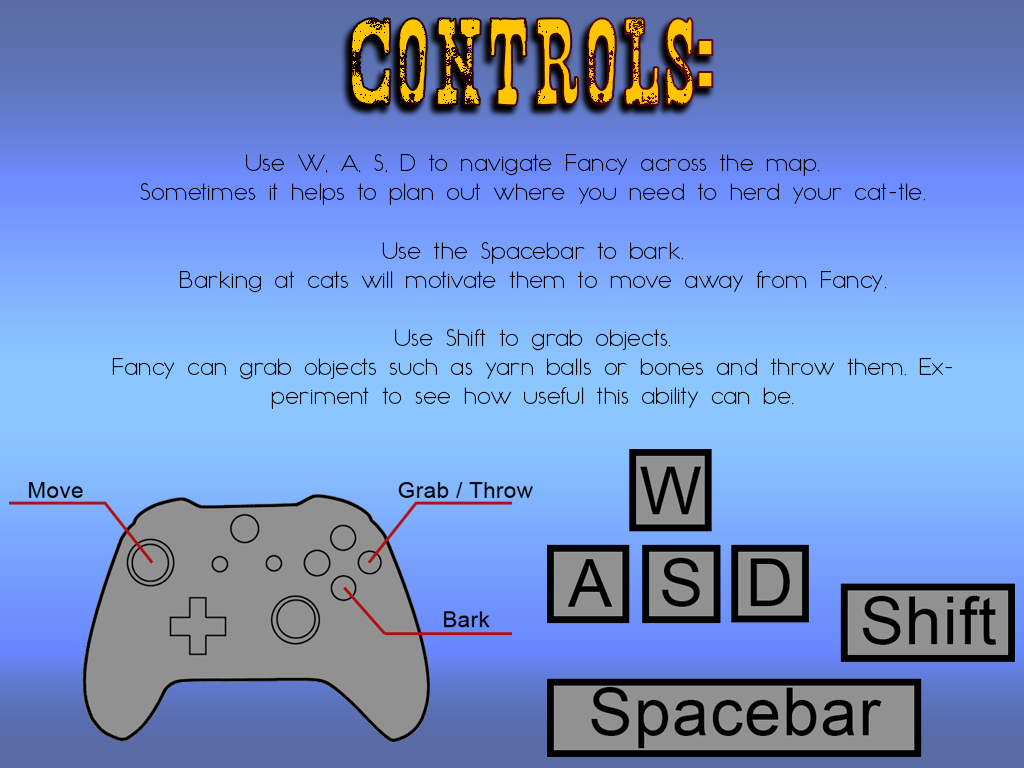 CONTROLS:
Use W, A, S, D to navigate Fancy across the map.
Sometimes it helps to plan out where you need to herd your cat-tle.
Use the Spacebar to bark.
Barking at cats will motivate them to move away from Fancy.
Use Shift to grab objects.
Fancy can grab objects such as yarn balls or bones and throw them. Ex-
periment to see how useful this ability can be.
Move
Grab / Throw
Bark
W
A S D
Shift
Spacebar